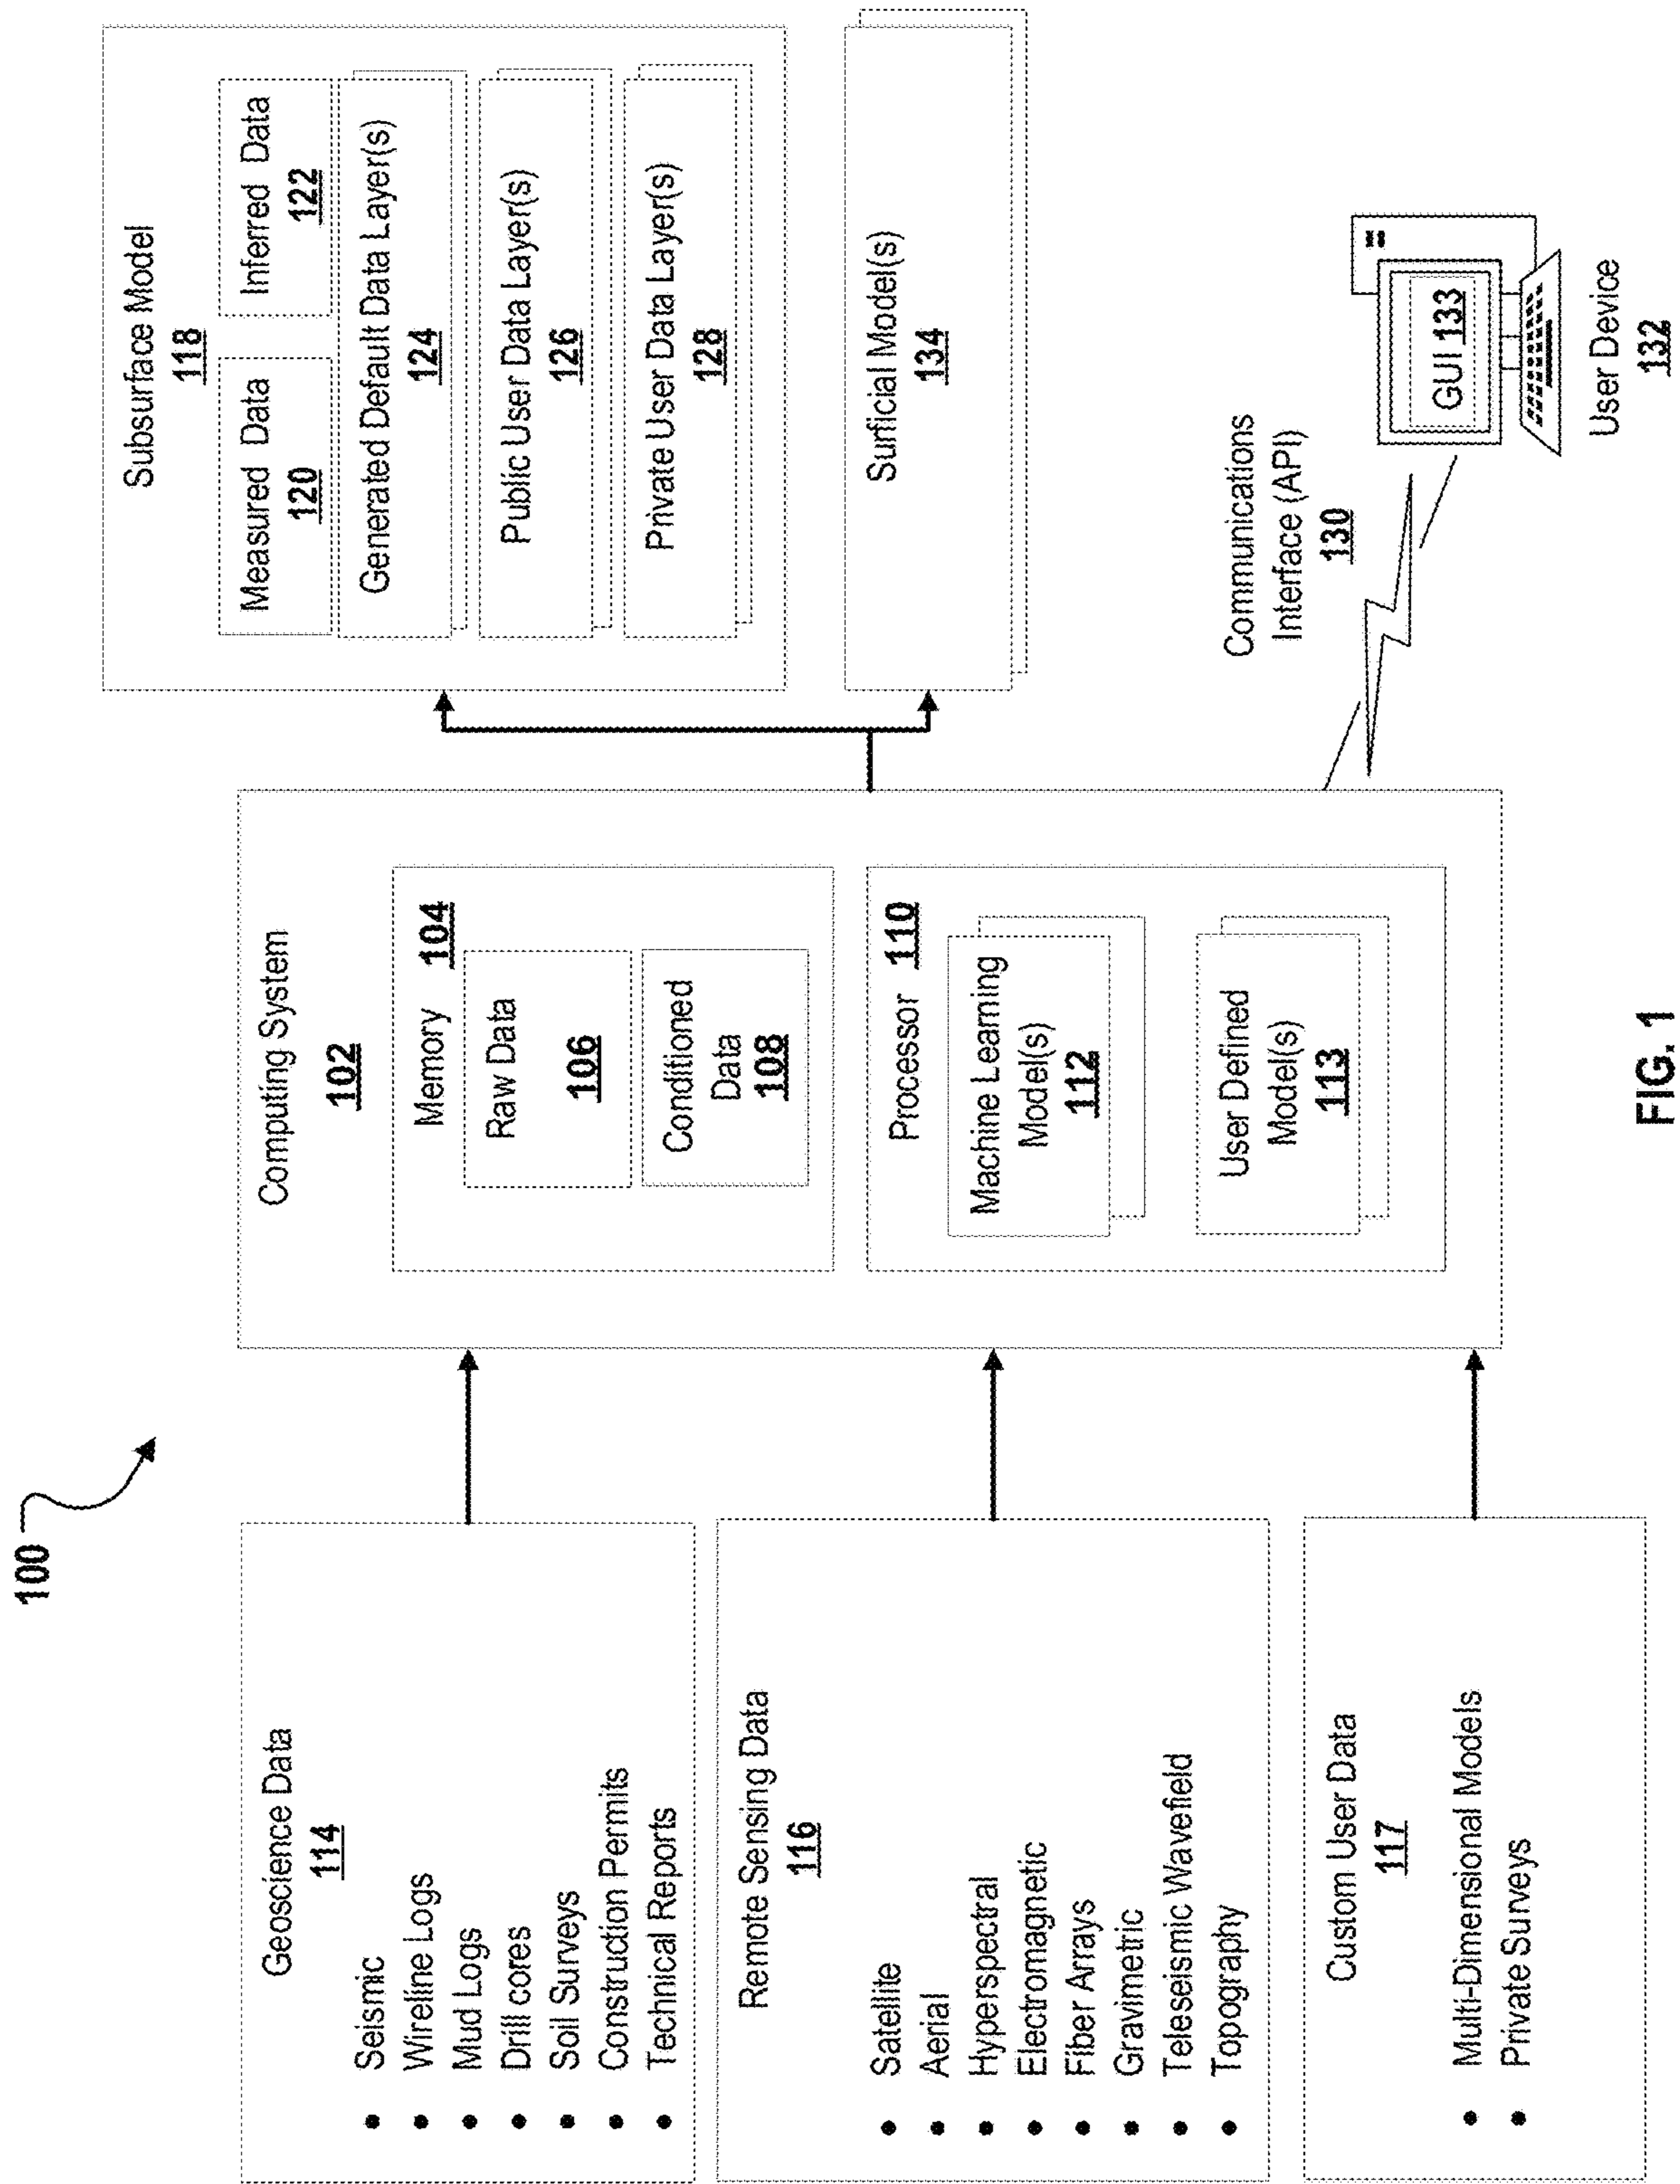 100
Geoscience Data
114
• Seismic
• Wireline Logs
• Mud Logs
• Drill cores
• Soil Surveys
• Construction Permits
• Technical Reports
Remote Sensing Data
116
• Satellite
• Aerial
• Hyperspectral
• Electromagnetic
• Fiber Arrays
• Gravimetric
• Teleseismic Wavefield
• Topography
Custom User Data
117
• Multi-Dimensional Models
• Private Surveys
Computing System
102
Memory 104
Raw Data
106
Conditioned
Data
108
Processor 110
Machine Learning
Model(s)
112
User Defined
Model(s)
113
Subsurface Model
118
Measured Data
120
Inferred Data
122
Generated Default Data Layer(s)
124
Public User Data Layer(s)
126
Private User Data Layer(s)
128
Surficial Model(s)
134
Communications
Interface (API)
130
GUI 133
User Device
132
FIG. 1